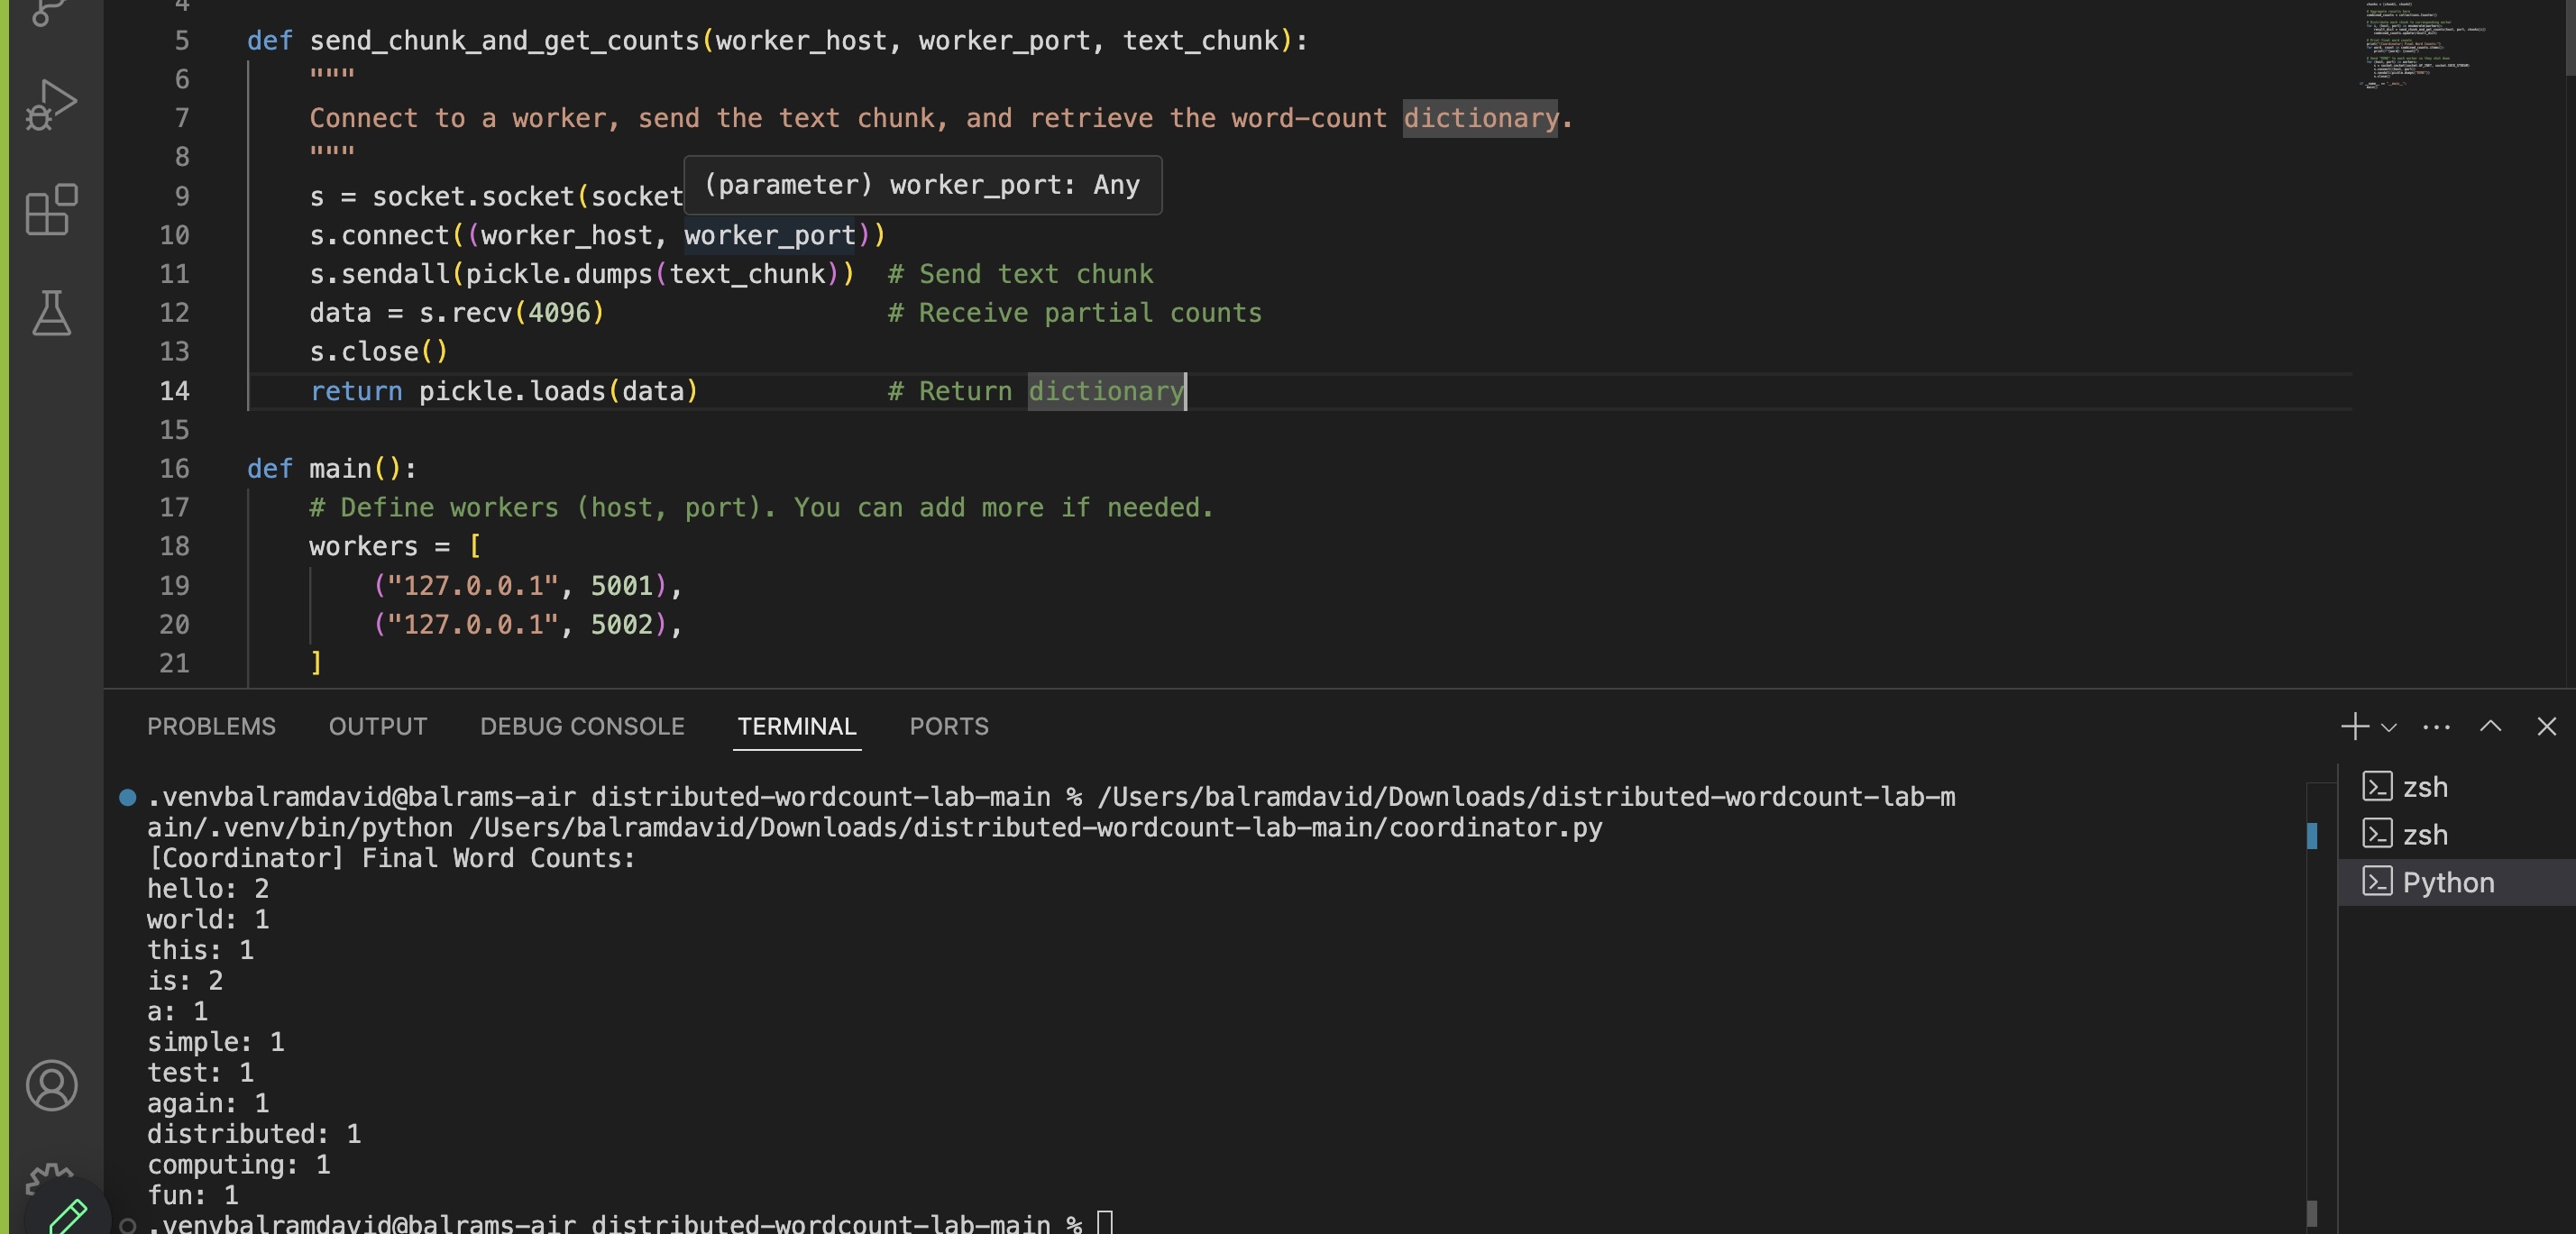 4
5 def send_chunk_and_get_counts(worker_host, worker_port, text_chunk):
6 """
7 Connect to a worker, send the text chunk, and retrieve the word-count dictionary.
8 """
(parameter) worker_port: Any
9 s = socket.socket(socket
10 s.connect((worker_host, worker_port))
11 s.sendall(pickle.dumps(text_chunk)) # Send text chunk
12 data = s.recv(4096) # Receive partial counts
13 s.close()
14 return pickle.loads(data) # Return dictionary
15
16 def main():
17 # Define workers (host, port). You can add more if needed.
18 workers = [
19 ("127.0.0.1", 5001),
20 ("127.0.0.1", 5002),
21 ]
PROBLEMS OUTPUT DEBUG CONSOLE TERMINAL PORTS
.venvbalramdavid@balrams-air distributed-wordcount-lab-main % /Users/balramdavid/Downloads/distributed-wordcount-lab-m
ain/.venv/bin/python /Users/balramdavid/Downloads/distributed-wordcount-lab-main/coordinator.py
[Coordinator] Final Word Counts:
hello: 2
world: 1
this: 1
is: 2
a: 1
simple: 1
test: 1
again: 1
distributed: 1
computing: 1
fun: 1
.venvbalramdavid@balrams-air distributed-wordcount-lab-main %
zsh
zsh
Python